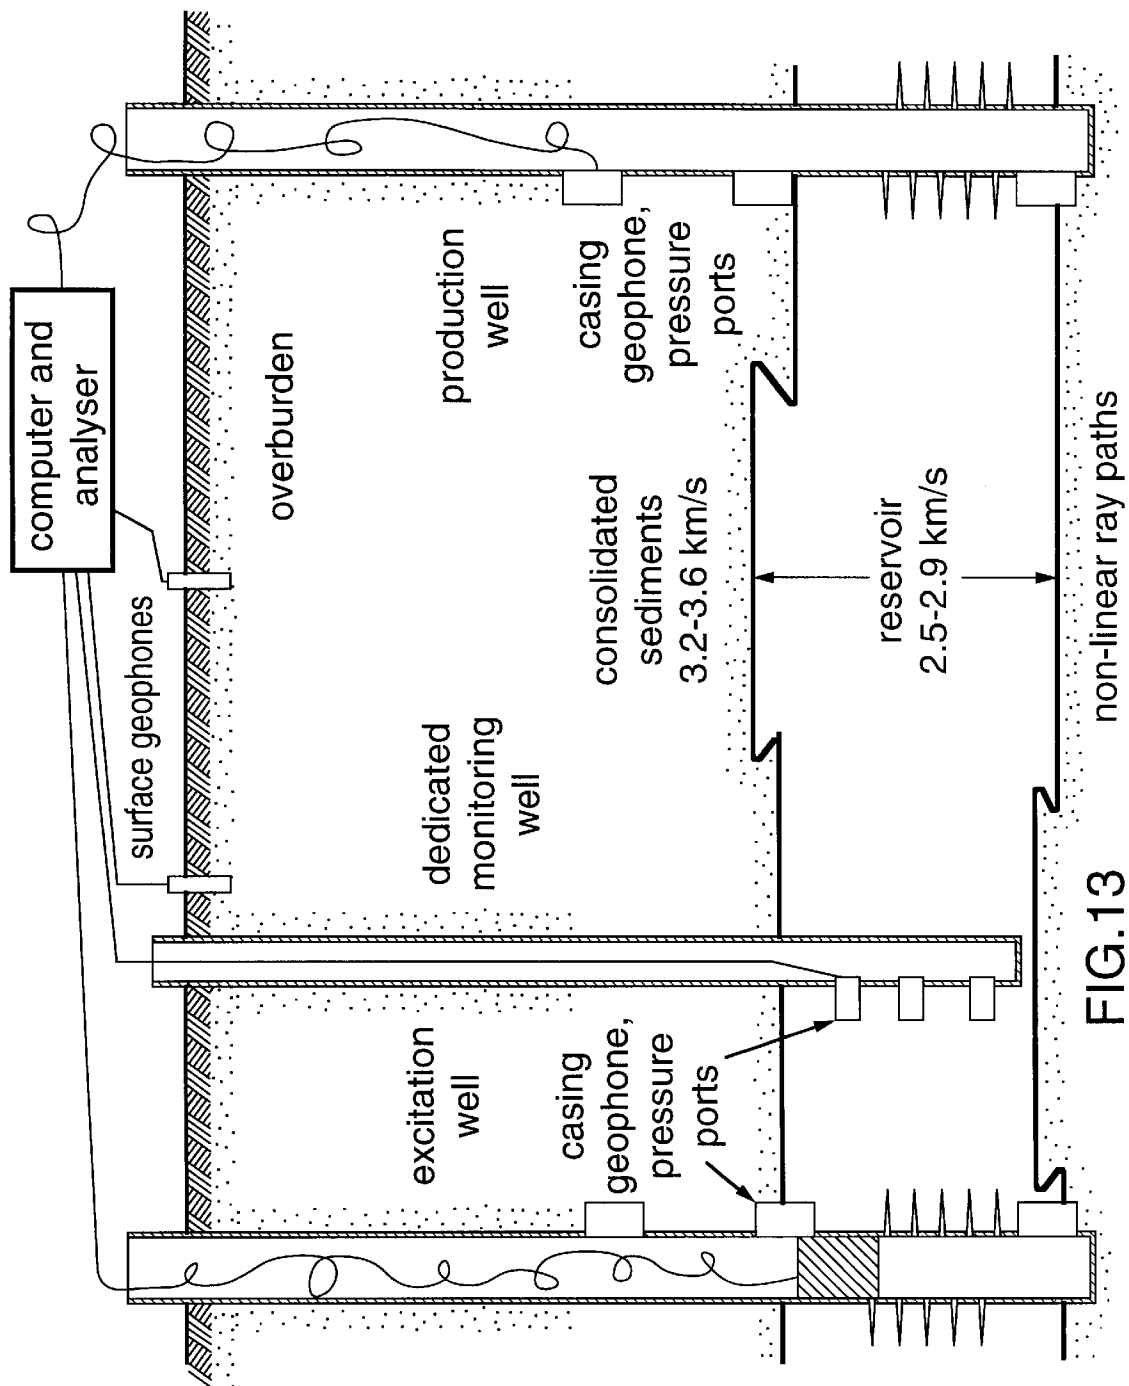 computer and
analyser
surface geophones
overburden
excitation
well
dedicated
monitoring
well
production
well
casing
geophone,
pressure
ports
consolidated
sediments
3.2-3.6 km/s
casing
geophone,
pressure
ports
reservoir
2.5-2.9 km/s
non-linear ray paths
FIG.13